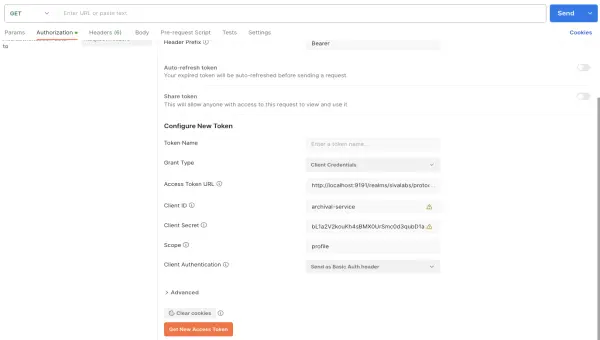 GET
Enter URL or paste text
Send
Params Authorization Headers (6) Body Pre-request Script Tests Settings Cookies
to
Header Prefix
Bearer
Auto-refresh token
Your expired token will be auto-refreshed before sending a request.
Share token
This will allow anyone with access to this request to view and use it.
Configure New Token
Token Name
Enter a token name...
Grant Type
Client Credentials
Access Token URL
http://localhost:9191/realms/sivalabs/protoc...
Client ID
archival-service
Client Secret
Scope
profile
Client Authentication
Send as Basic Auth header
Advanced
Clear cookies
Get New Access Token